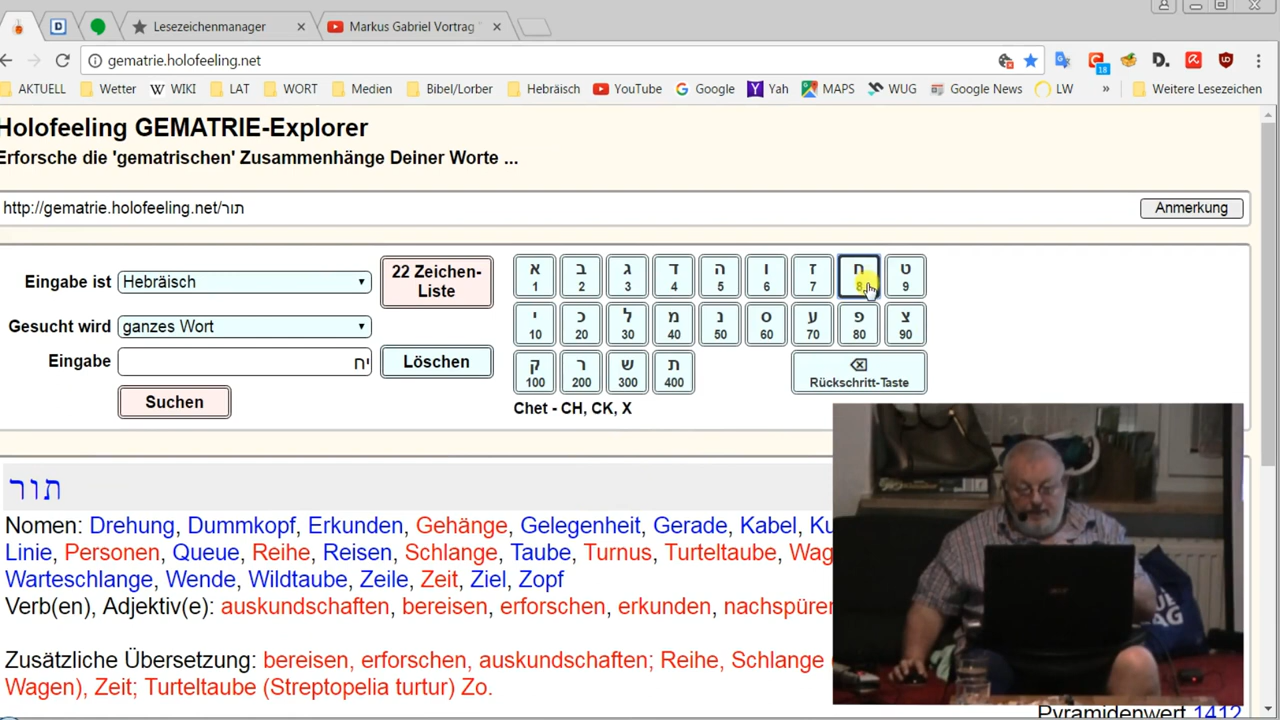 Lesezeichenmanager
Markus Gabriel Vortrag
gematrie.holofeeling.net
18
AKTUELL Wetter WIKI LAT WORT Medien Bibel/Lorber Hebräisch YouTube Google Yah MAPS WUG Google News LW » Weitere Lesezeichen
Holofeeling GEMATRIE-Explorer
Erforsche die 'gematrischen' Zusammenhänge Deiner Worte ...
http://gematrie.holofeeling.net/תור Anmerkung
Eingabe ist Hebräisch
Gesucht wird ganzes Wort
Eingabe יח
22 Zeichen-
Liste
Löschen
Suchen
א ב ג ד ה ו ז ח ט
1 2 3 4 5 6 7 8 9
י כ ל מ נ ס ע פ צ
10 20 30 40 50 60 70 80 90
ק ר ש ת
100 200 300 400 Rückschritt-Taste
Chet - CH, CK, X
תור
Nomen: Drehung, Dummkopf, Erkunden, Gehänge, Gelegenheit, Gerade, Kabel, Ku
Linie, Personen, Queue, Reihe, Reisen, Schlange, Taube, Turnus, Turteltaube, Wag
Warteschlange, Wende, Wildtaube, Zeile, Zeit, Ziel, Zopf
Verb(en), Adjektiv(e): auskundschaften, bereisen, erforschen, erkunden, nachspüren
Zusätzliche Übersetzung: bereisen, erforschen, auskundschaften; Reihe, Schlange
Wagen), Zeit; Turteltaube (Streptopelia turtur) Zo.
Pyramidenwert 1412